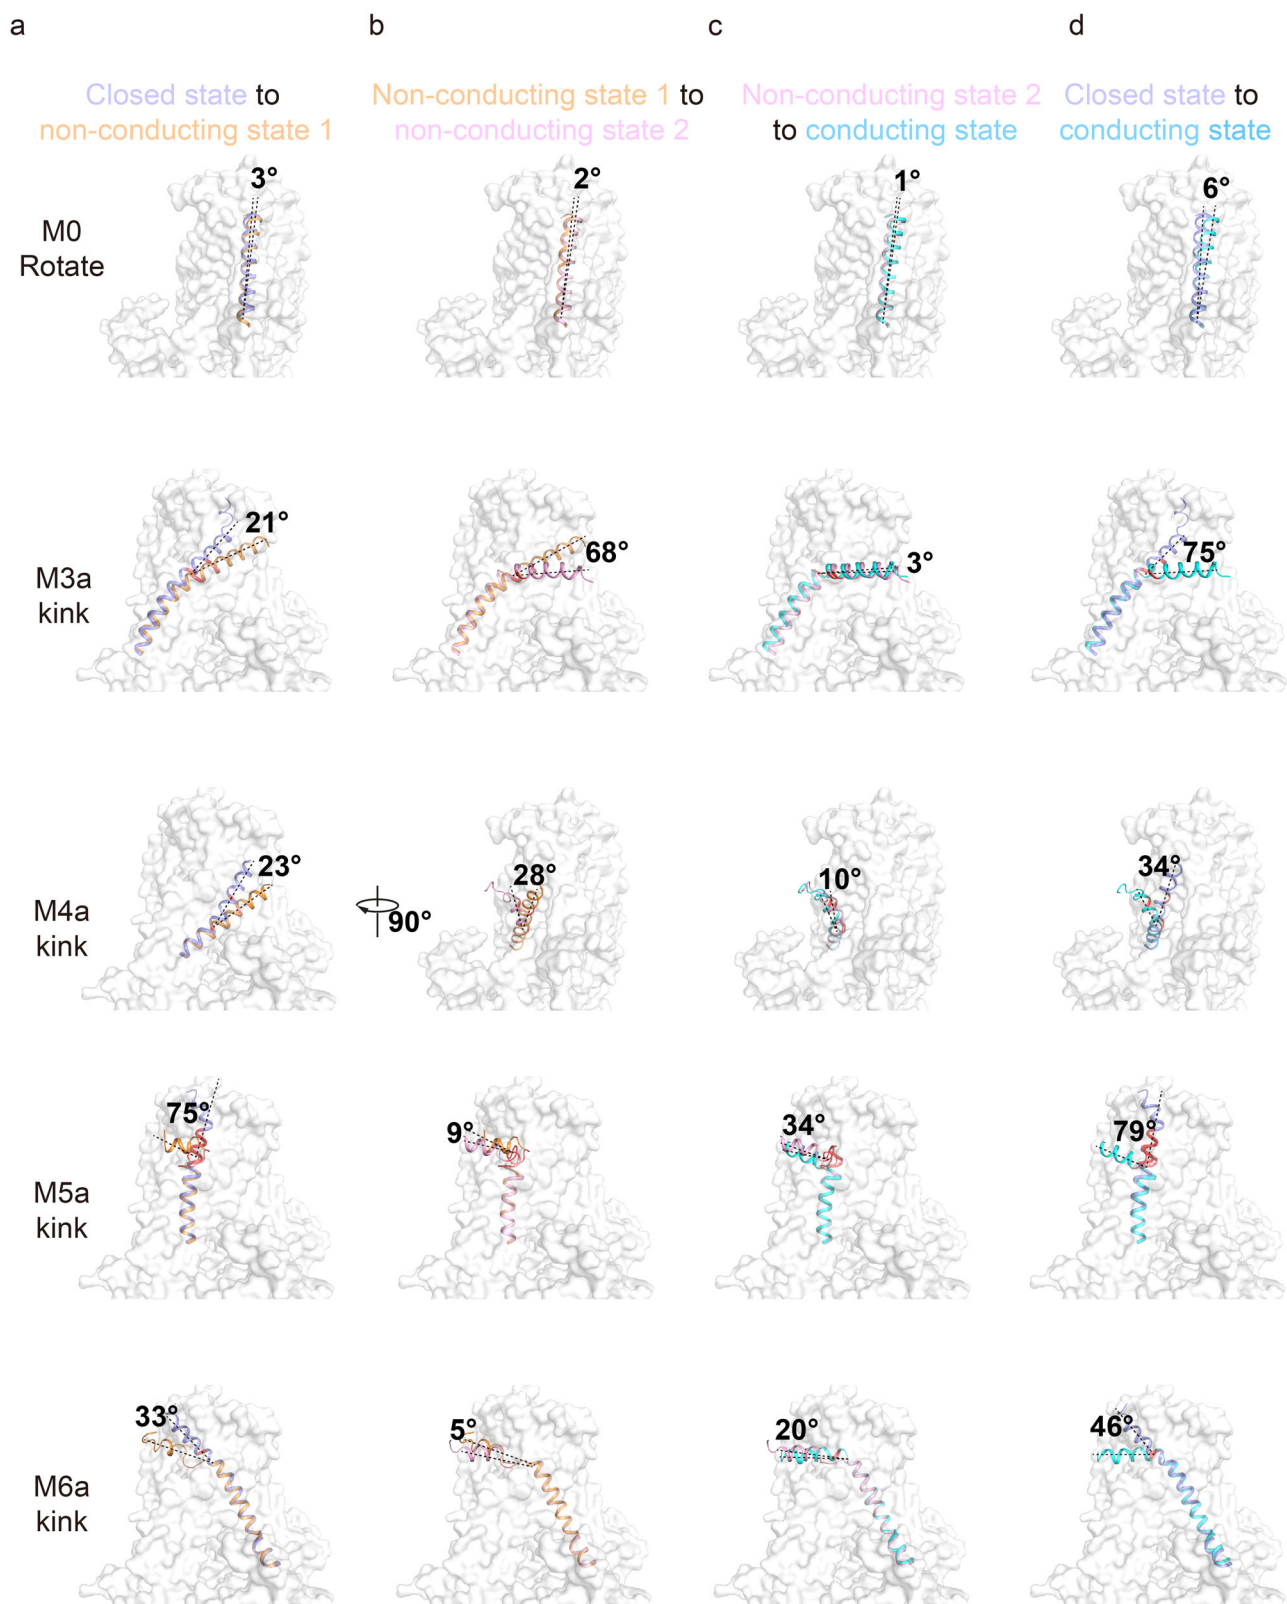 a
b
c
d
Closed state to
non-conducting state 1
Non-conducting state 1 to
non-conducting state 2
Non-conducting state 2
to conducting state
Closed state to
conducting state
M0
Rotate
3°
2°
1°
6°
M3a
kink
21°
68°
3°
75°
M4a
kink
23°
90°
28°
10°
34°
M5a
kink
75°
9°
34°
79°
M6a
kink
33°
5°
20°
46°